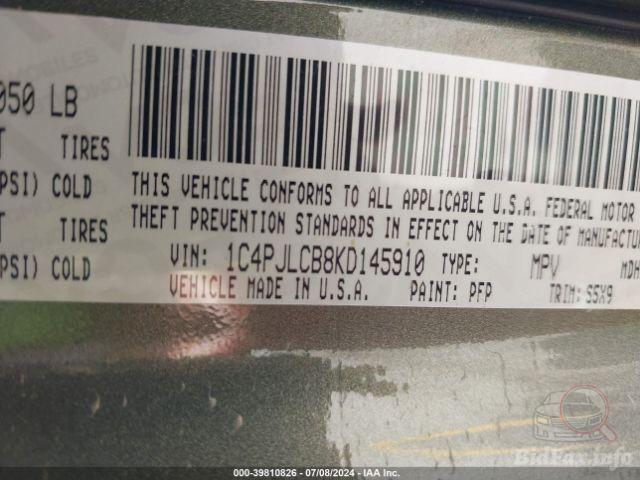 050 LB
T TIRES
PSI) COLD
T TIRES
PSI) COLD
THIS VEHICLE CONFORMS TO ALL APPLICABLE U.S.A. FEDERAL MOTOR
THEFT PREVENTION STANDARDS IN EFFECT ON THE DATE OF MANUFACTU
VIN: 1C4PJLCB8KD145910 TYPE: MPV MDH
VEHICLE MADE IN U.S.A. PAINT: PFP TRIM: S5X9
BidFax.info
000-39810826 - 07/08/2024 - IAA Inc.